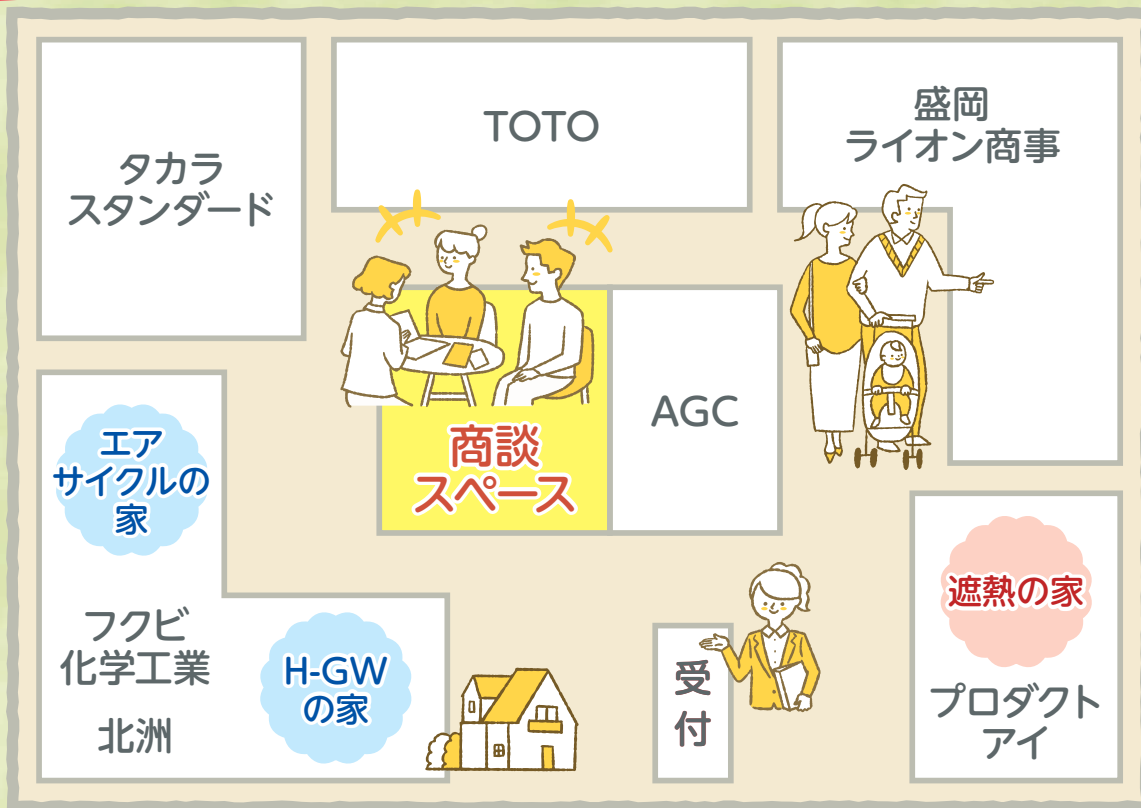 タカラ
スタンダード
TOTO
盛岡
ライオン商事
商談
スペース
AGC
エア
サイクルの
家
フクビ
化学工業
北洲
H-GW
の家
受
付
遮熱の家
プロダクト
アイ